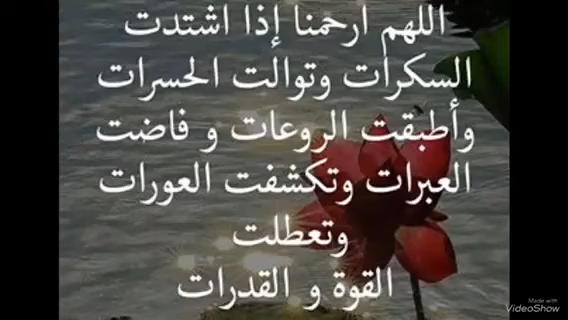 اللهم ارحمنا إذا اشتدت
السكرات وتوالت الحسرات
وأطبقت الروعات و فاضت
العبرات وتكشفت العورات
وتعطلت
القوة و القدرات
Made with
VideoShow